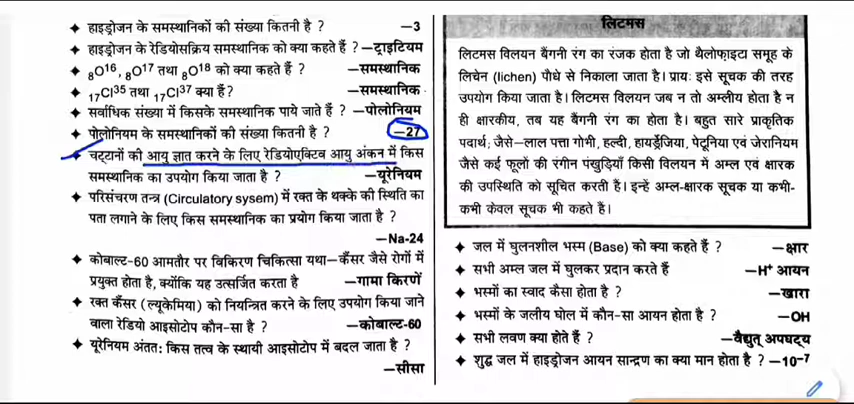 ✦ हाइड्रोजन के समस्थानिकों की संख्या कितनी है ? —3
✦ हाइड्रोजन के रेडियोसक्रिय समस्थानिक को क्या कहते हैं ? —ट्राइटियम
✦ ₈O¹⁶, ₈O¹⁷ तथा ₈O¹⁸ को क्या कहते हैं ? —समस्थानिक
✦ ₁₇Cl³⁵ तथा ₁₇Cl³⁷ क्या हैं? —समस्थानिक
✦ सर्वाधिक संख्या में किसके समस्थानिक पाये जाते हैं ? —पोलोनियम
✦ पोलोनियम के समस्थानिकों की संख्या कितनी है ? —27
✦ चट्टानों की आयु ज्ञात करने के लिए रेडियोएक्टिव आयु अंकन में किस
समस्थानिक का उपयोग किया जाता है ? —यूरेनियम
✦ परिसंचरण तन्त्र (Circulatory sysem) में रक्त के थक्के की स्थिति का
पता लगाने के लिए किस समस्थानिक का प्रयोग किया जाता है ?
—Na-24
✦ कोबाल्ट-60 आमतौर पर विकिरण चिकित्सा यथा—कैंसर जैसे रोगों में
प्रयुक्त होता है, क्योंकि यह उत्सर्जित करता है —गामा किरणें
✦ रक्त कैंसर (ल्यूकेमिया) को नियन्त्रित करने के लिए उपयोग किया जाने
वाला रेडियो आइसोटोप कौन-सा है ? —कोबाल्ट-60
✦ यूरेनियम अंतत: किस तत्व के स्थायी आइसोटोप में बदल जाता है ?
—सीसा
लिटमस
लिटमस विलयन बैंगनी रंग का रंजक होता है जो थैलोफ़ाइटा समूह के
लिचेन (lichen) पौधे से निकाला जाता है। प्राय: इसे सूचक की तरह
उपयोग किया जाता है। लिटमस विलयन जब न तो अम्लीय होता है न
ही क्षारकीय, तब यह बैंगनी रंग का होता है। बहुत सारे प्राकृतिक
पदार्थ; जैसे—लाल पत्ता गोभी, हल्दी, हायड्रेंजिया, पेटूनिया एवं जेरानियम
जैसे कई फूलों की रंगीन पंखुड़ियाँ किसी विलयन में अम्ल एवं क्षारक
की उपस्थिति को सूचित करती हैं। इन्हें अम्ल-क्षारक सूचक या कभी-
कभी केवल सूचक भी कहते हैं।
✦ जल में घुलनशील भस्म (Base) को क्या कहते हैं ? —क्षार
✦ सभी अम्ल जल में घुलकर प्रदान करते हैं —H⁺ आयन
✦ भस्मों का स्वाद कैसा होता है ? —खारा
✦ भस्मों के जलीय घोल में कौन-सा आयन होता है ? —OH
✦ सभी लवण क्या होते हैं ? —वैद्युत् अपघट्य
✦ शुद्ध जल में हाइड्रोजन आयन सान्द्रण का क्या मान होता है ? —10⁻⁷